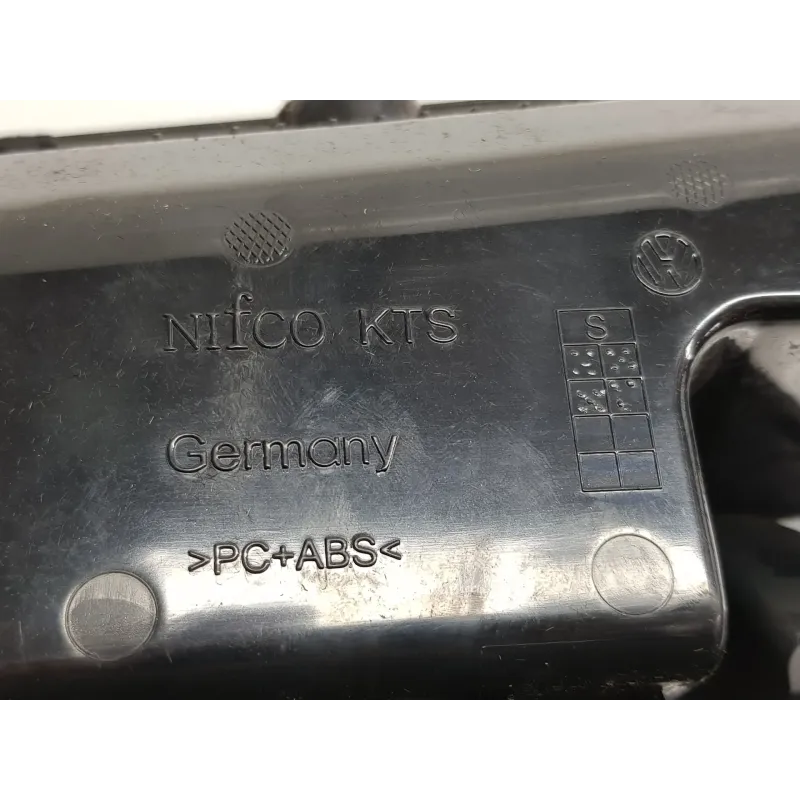 NIfCO KTS
S
Germany
>PC+ABS<